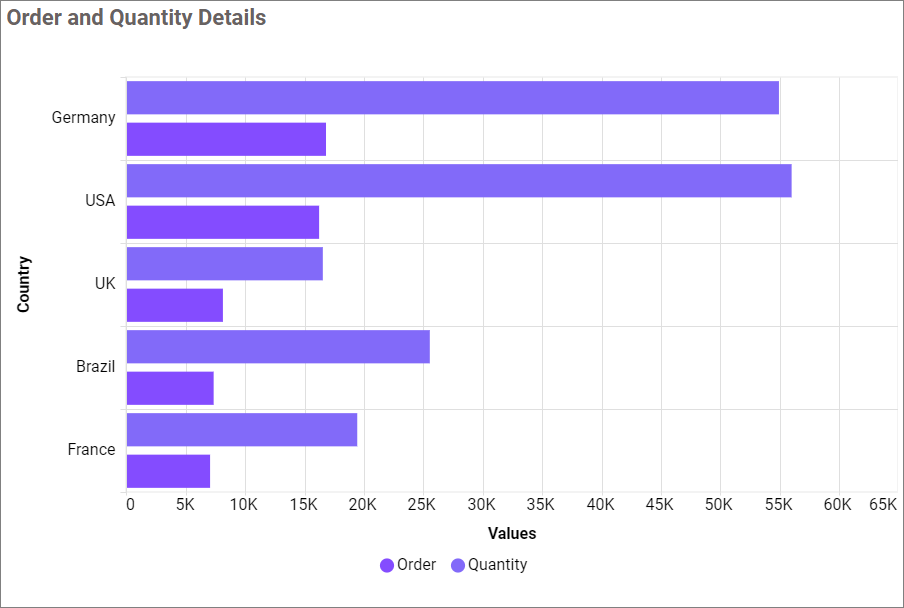 Order and Quantity Details
Germany
USA
UK
Brazil
France
Country
0 5K 10K 15K 20K 25K 30K 35K 40K 45K 50K 55K 60K 65K
Values
Order Quantity